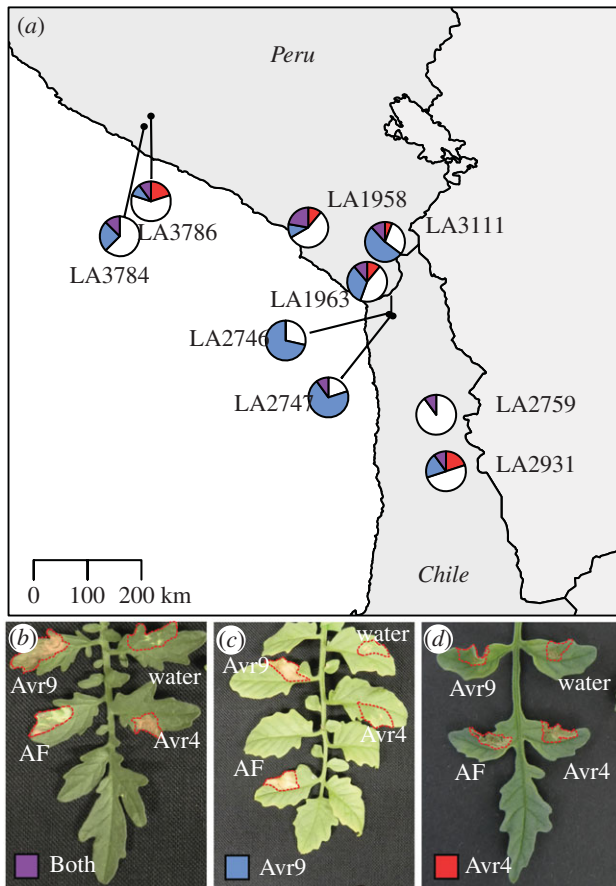 (a)
Peru
LA1958
LA3111
LA3786
LA3784
LA1963
LA2746
LA2747
LA2759
LA2931
0 100 200 km
Chile
(b)
Avr9
water
AF
Avr4
Both
(c)
water
Avr9
Avr4
AF
Avr9
(d)
Avr9
water
AF
Avr4
Avr4